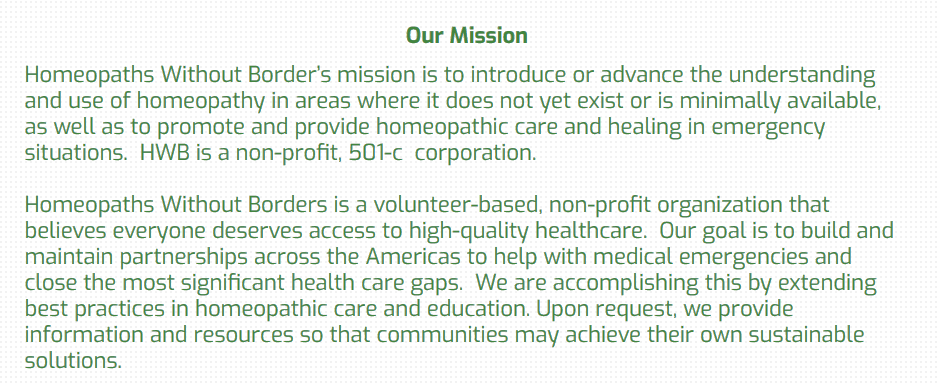 Our Mission
Homeopaths Without Border's mission is to introduce or advance the understanding
and use of homeopathy in areas where it does not yet exist or is minimally available,
as well as to promote and provide homeopathic care and healing in emergency
situations.  HWB is a non-profit, 501-c  corporation.
Homeopaths Without Borders is a volunteer-based, non-profit organization that
believes everyone deserves access to high-quality healthcare.  Our goal is to build and
maintain partnerships across the Americas to help with medical emergencies and
close the most significant health care gaps.  We are accomplishing this by extending
best practices in homeopathic care and education. Upon request, we provide
information and resources so that communities may achieve their own sustainable
solutions.